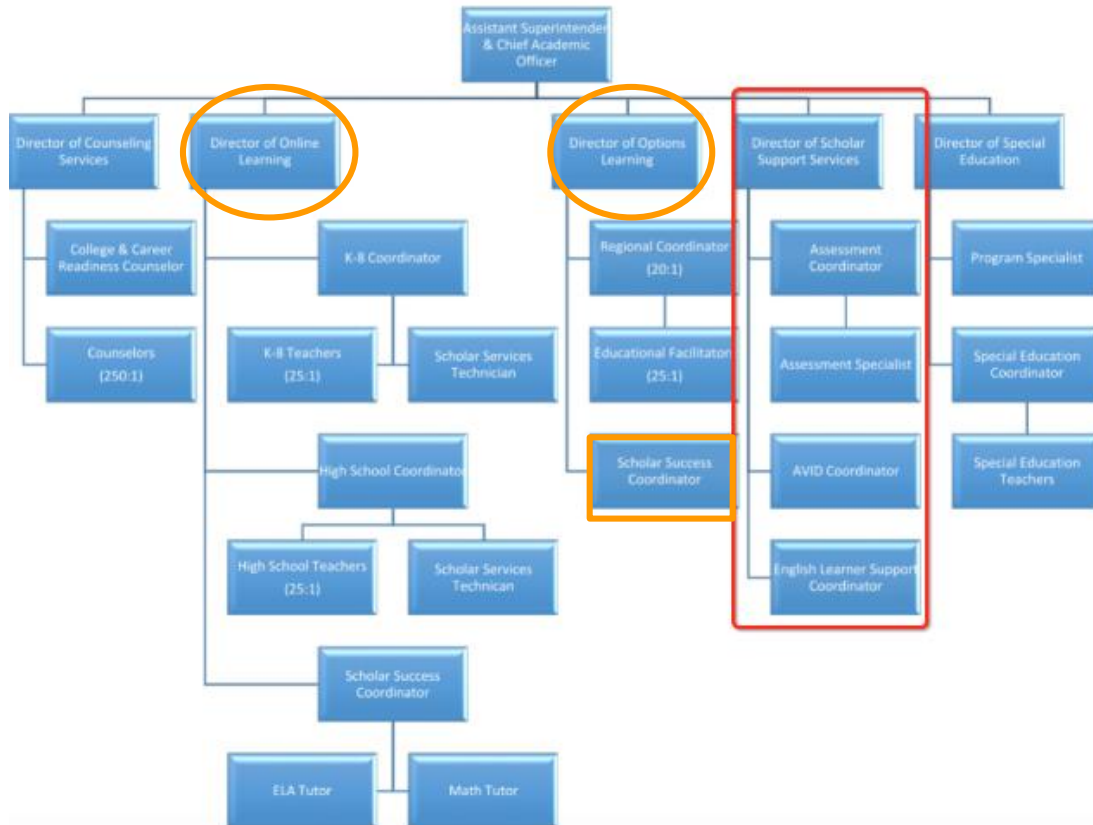 Assistant Superintender
& Chief Academic
Officer
Director of Counseling
Services
Director of Online
Learning
Director of Options
Learning
Director of Scholar
Support Services
Director of Special
Education
College & Career
Readiness Counselor
K-8 Coordinator
Regional Coordinator
(20:1)
Assessment
Coordinator
Program Specialist
Counselors
(250:1)
K-8 Teachers
(25:1)
Scholar Services
Technician
Educational Facilitator
(25:1)
Assessment Specialist
Special Education
Coordinator
High School Coordinator
Scholar Success
Coordinator
AVID Coordinator
Special Education
Teachers
High School Teachers
(25:1)
Scholar Services
Technican
English Learner Support
Coordinator
Scholar Success
Coordinator
ELA Tutor
Math Tutor